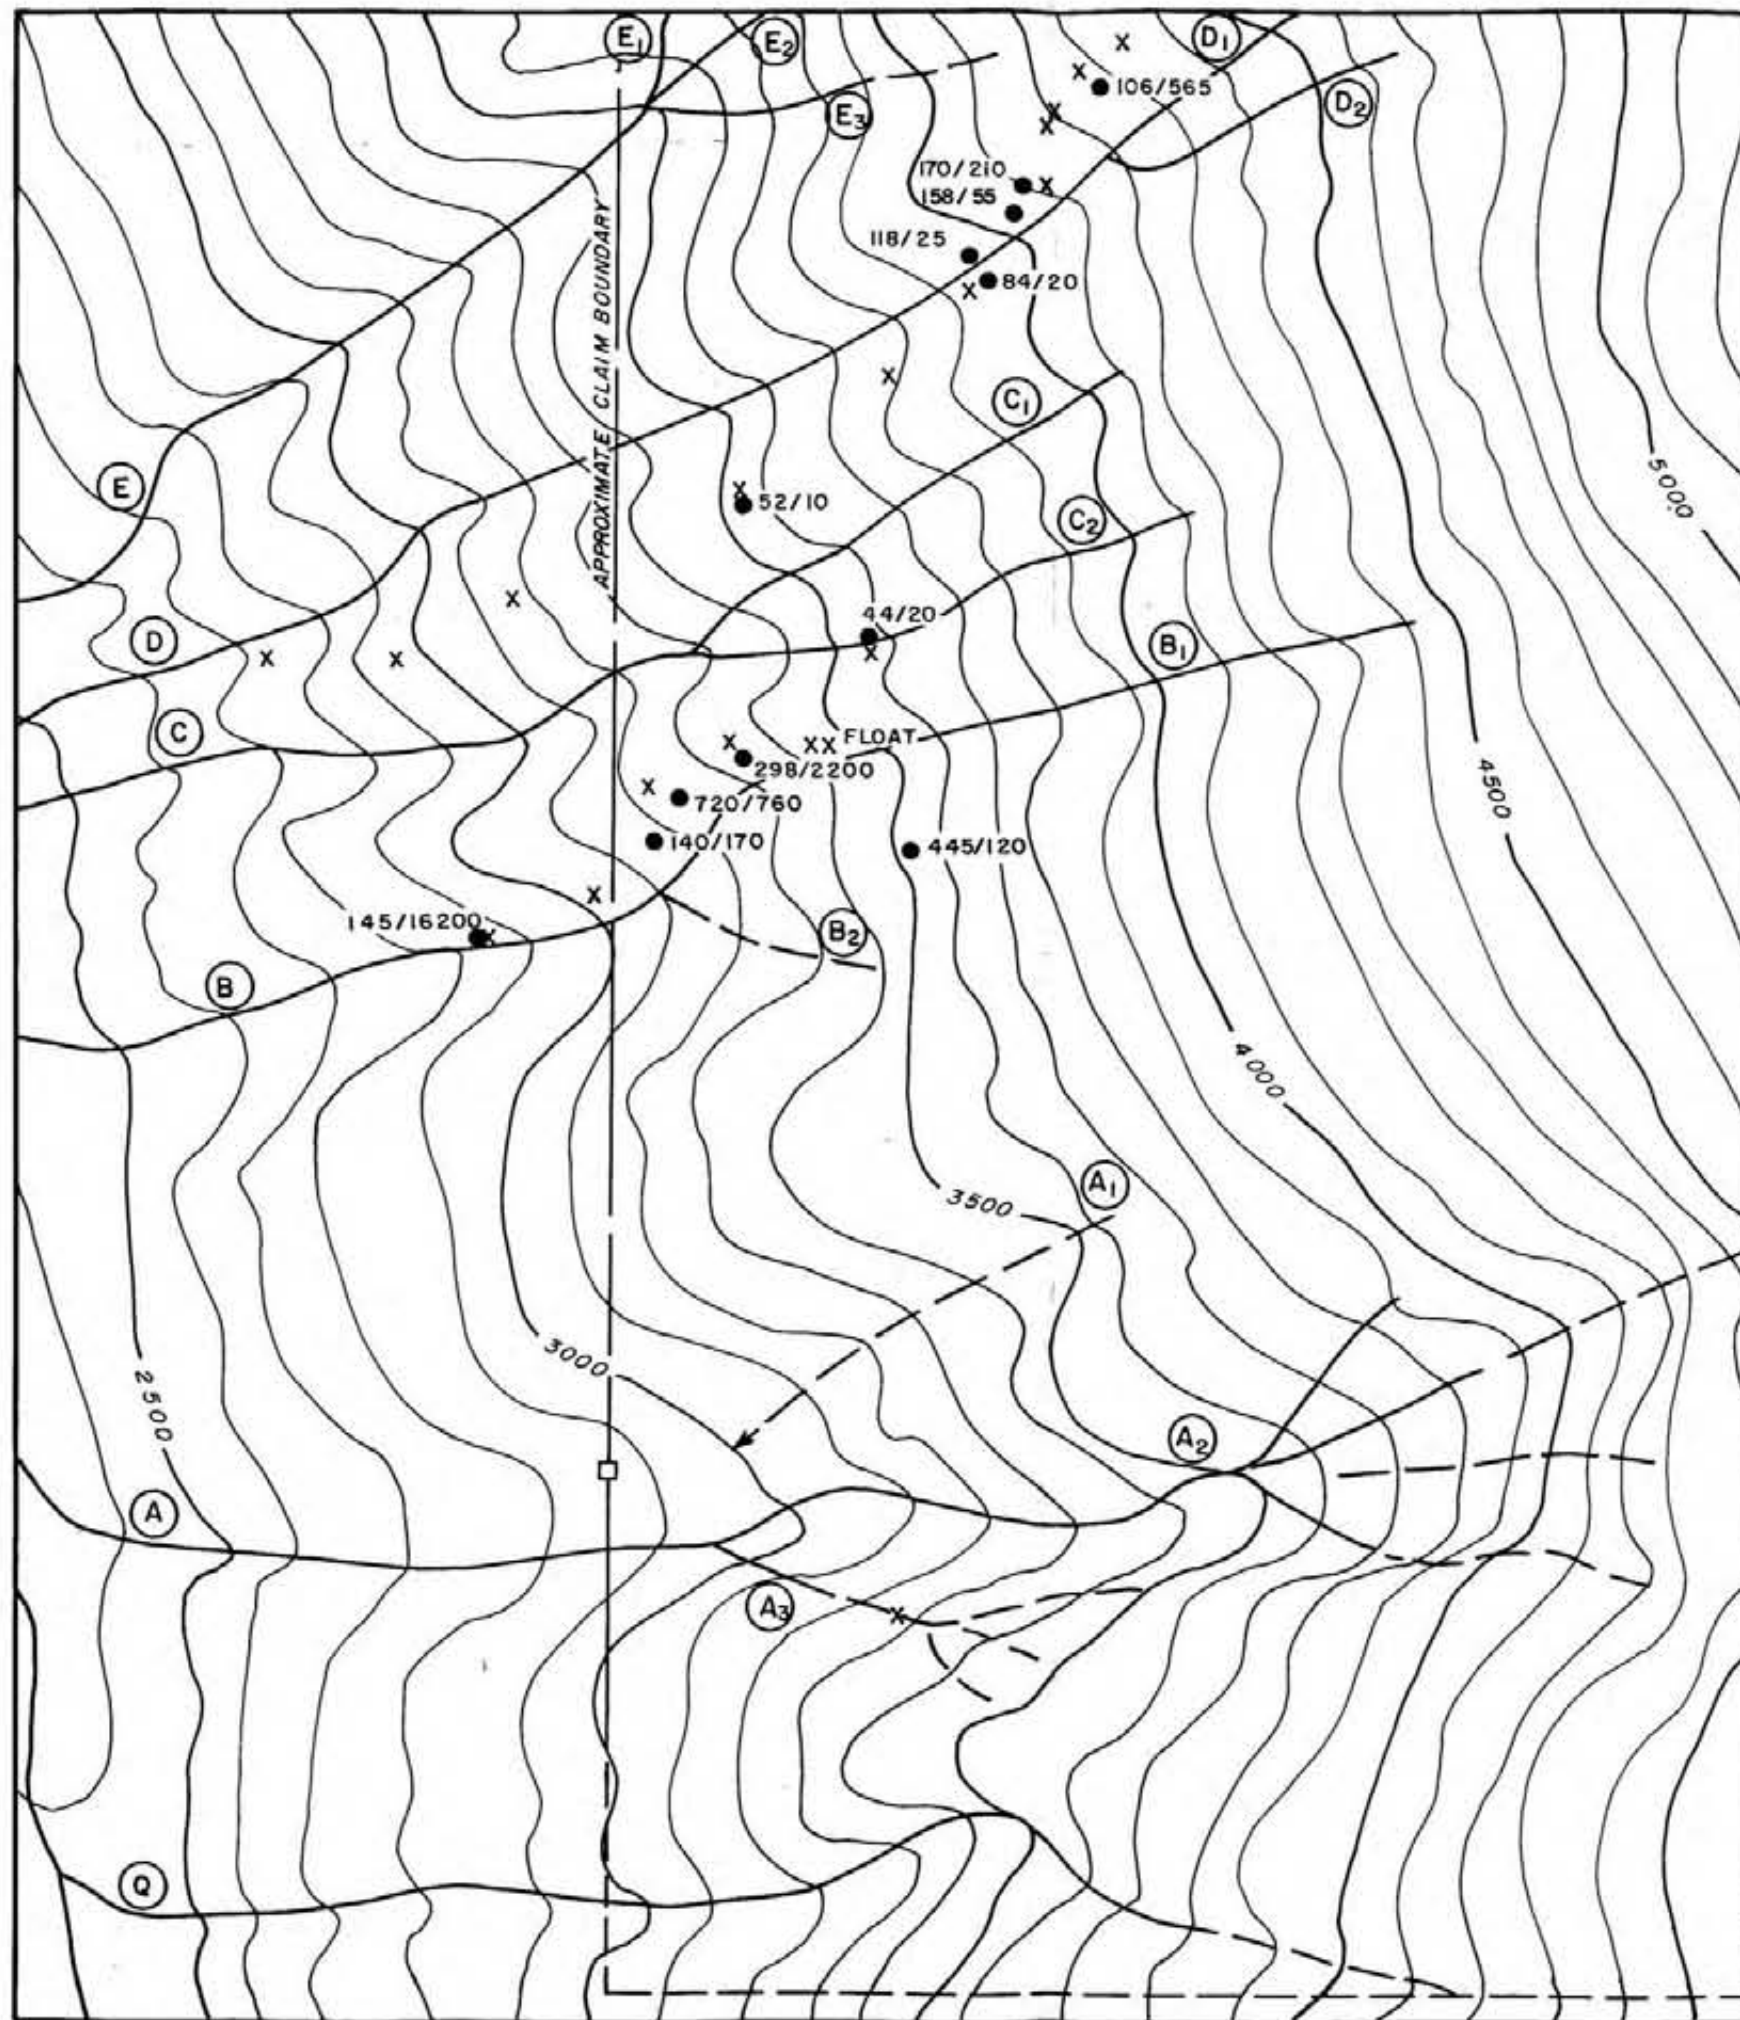 E1
E2
D1
106/565
D2
E3
170/210
158/55
118/25
84/20
APPROXIMATE CLAIM BOUNDARY
C1
5000
E
52/10
C2
44/20
D
B1
C
XX FLOAT
298/2200
4500
720/760
140/170
445/120
145/16200
B2
B
4000
A1
3500
3000
2500
A2
A
A3
Q